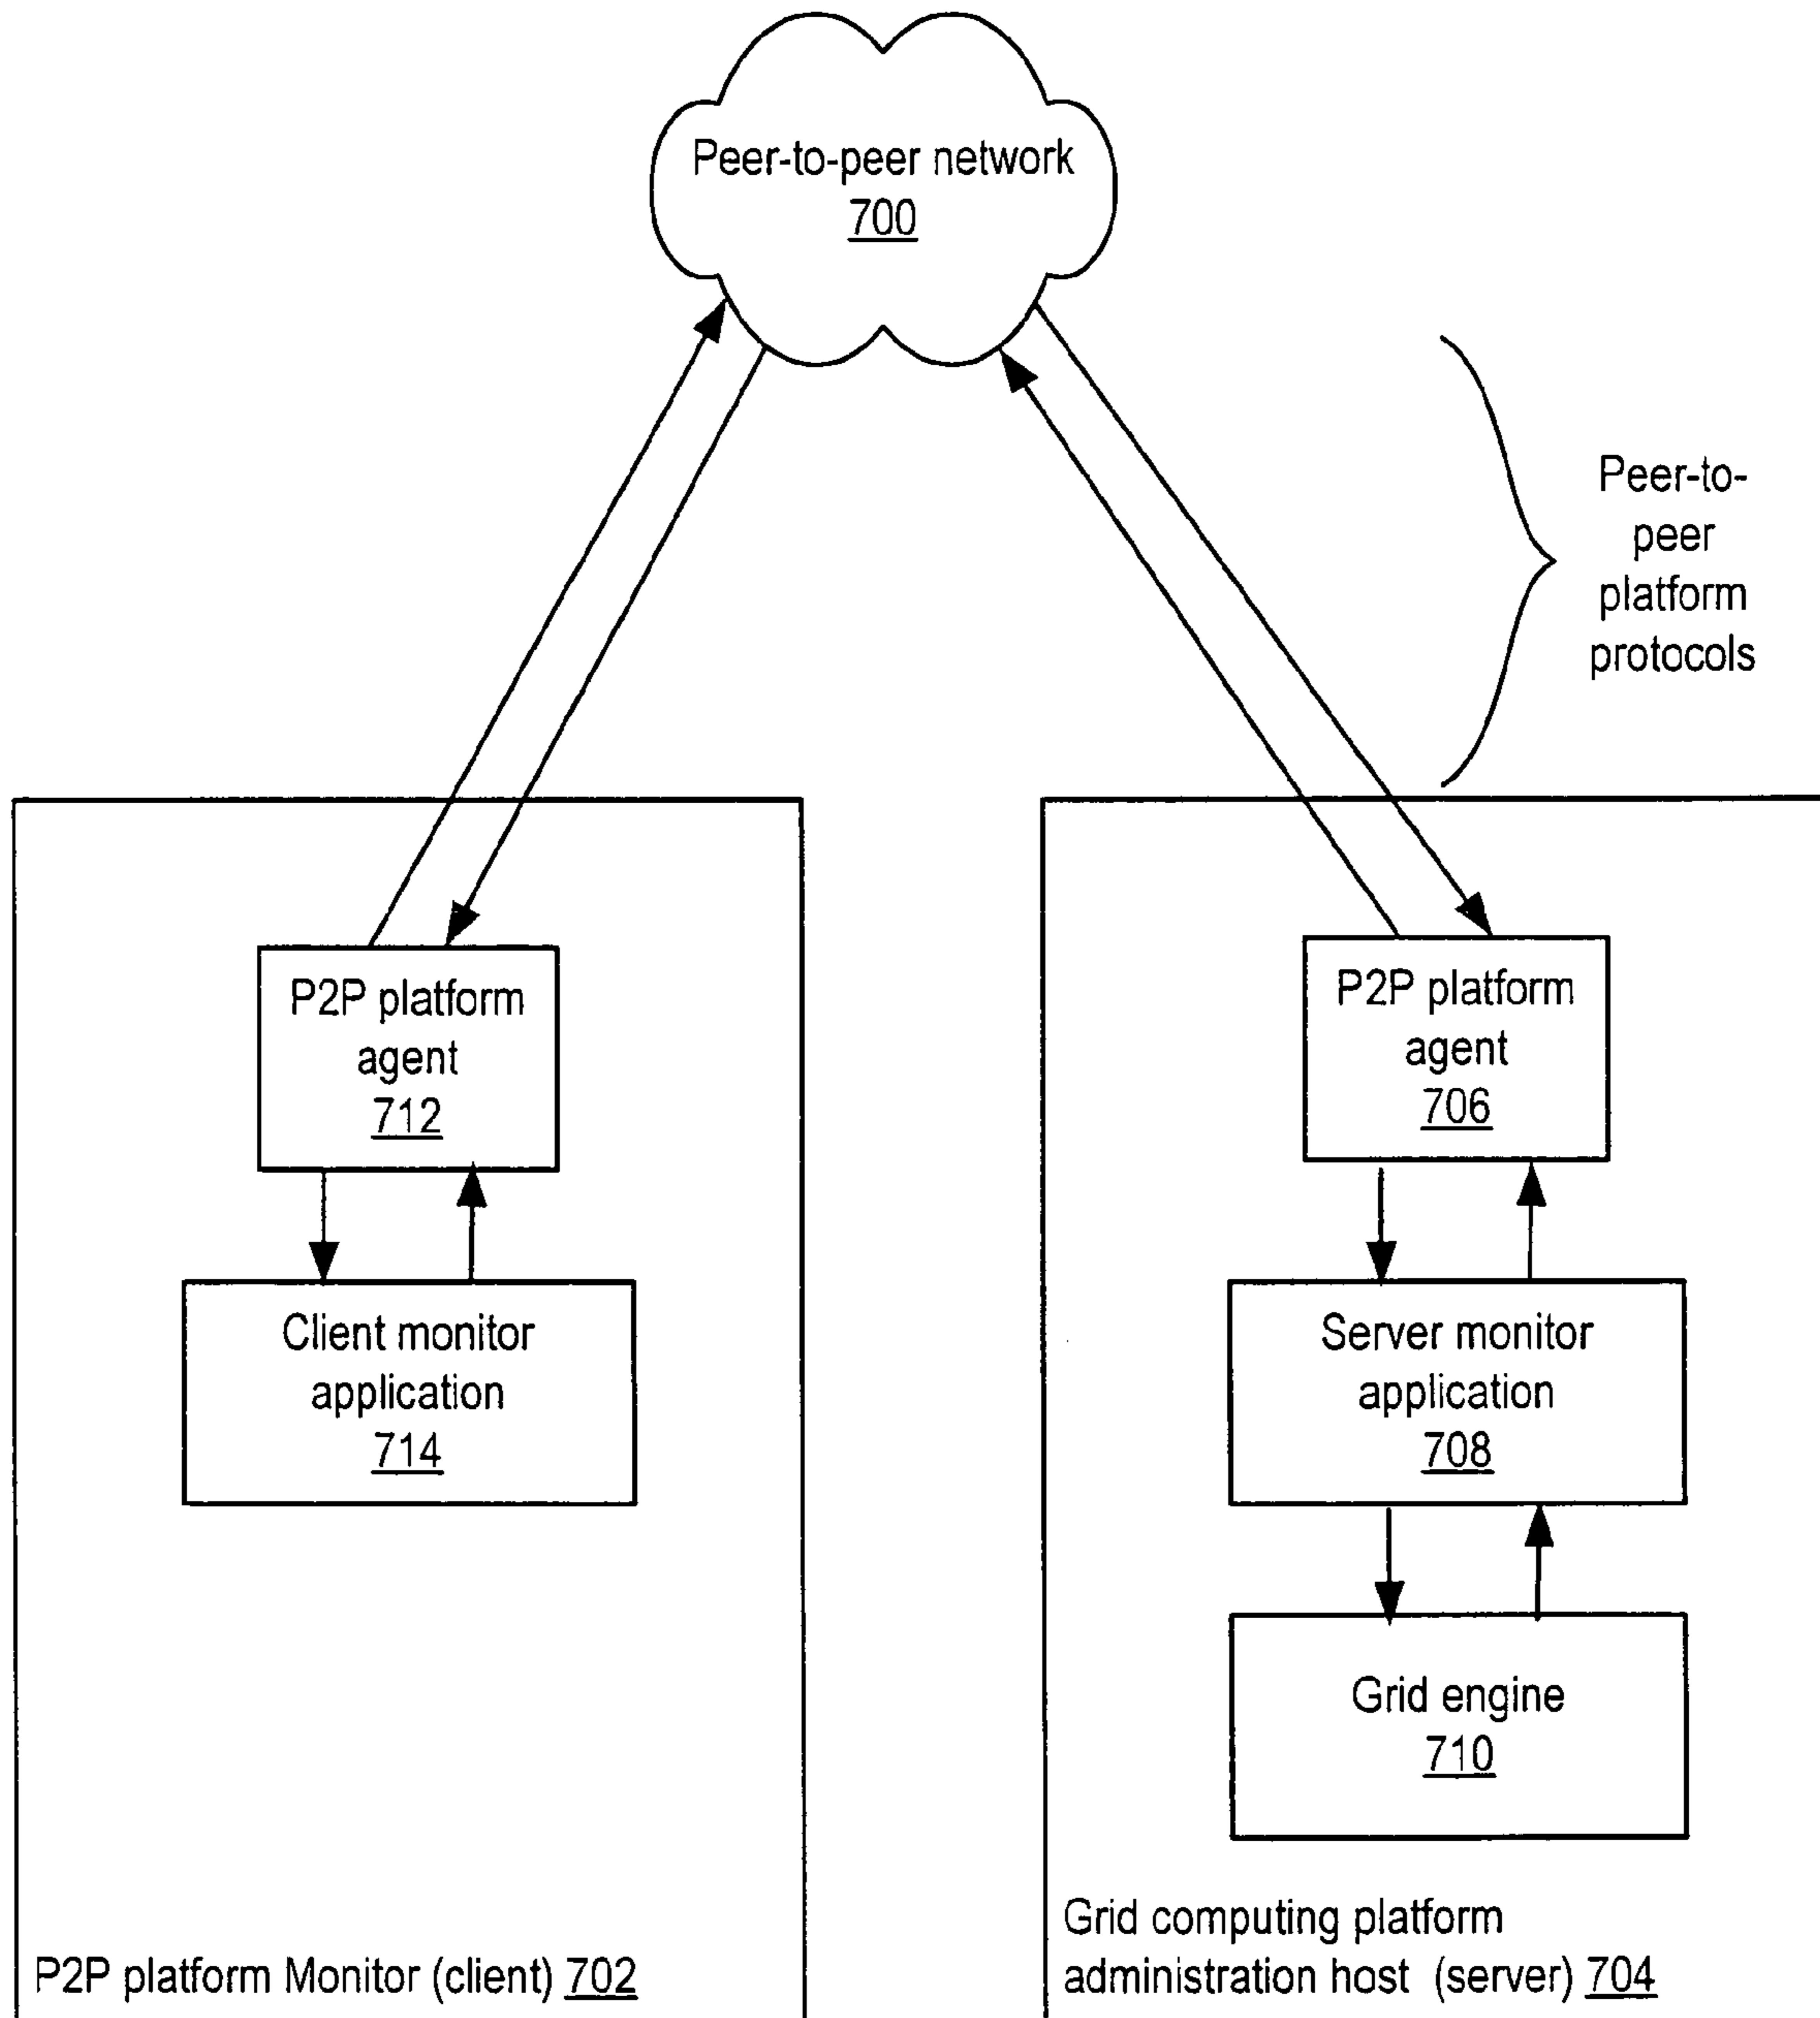 Peer-to-peer network
700
Peer-to-
peer
platform
protocols
P2P platform
agent
712
P2P platform
agent
706
Client monitor
application
714
Server monitor
application
708
Grid engine
710
P2P platform Monitor (client) 702
Grid computing platform
administration host (server) 704